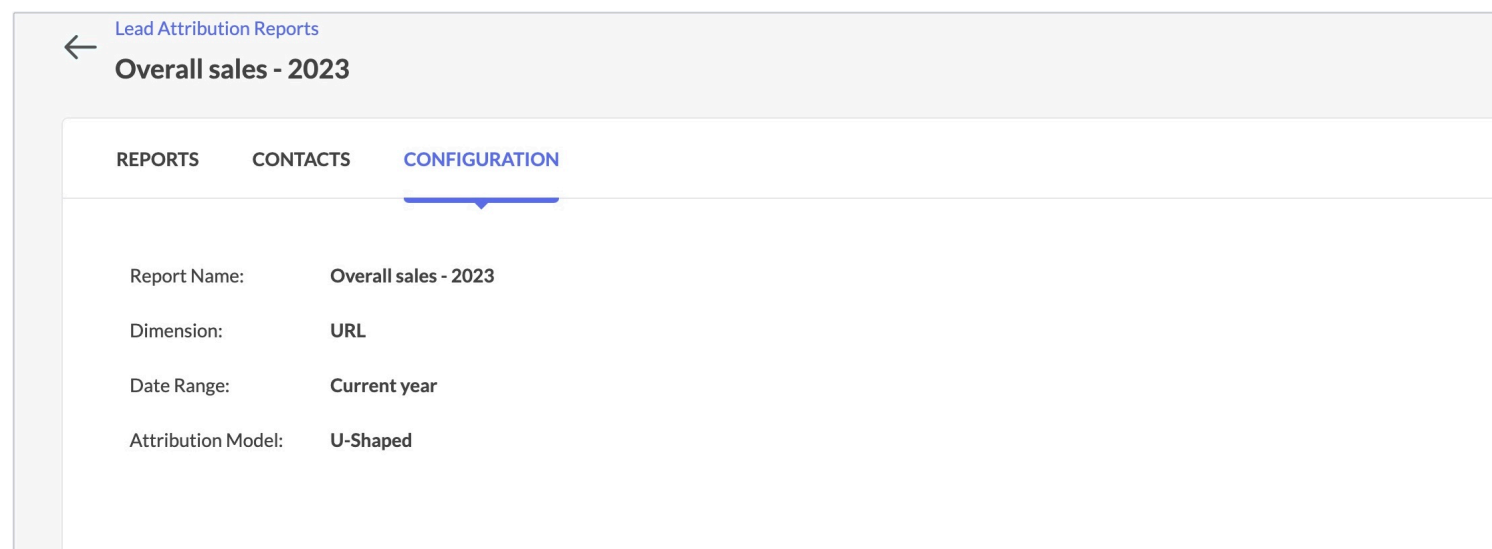 Lead Attribution Reports
Overall sales - 2023
REPORTS CONTACTS CONFIGURATION
Report Name: Overall sales - 2023
Dimension: URL
Date Range: Current year
Attribution Model: U-Shaped